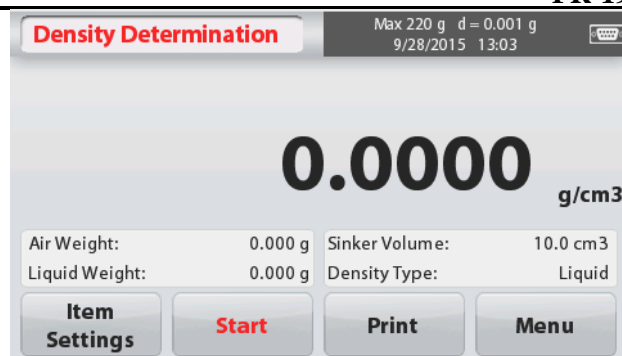 Density Determination
Max 220 g d = 0.001 g
9/28/2015 13:03
0.0000 g/cm3
Air Weight: 0.000 g Sinker Volume: 10.0 cm3
Liquid Weight: 0.000 g Density Type: Liquid
Item Settings
Start
Print
Menu